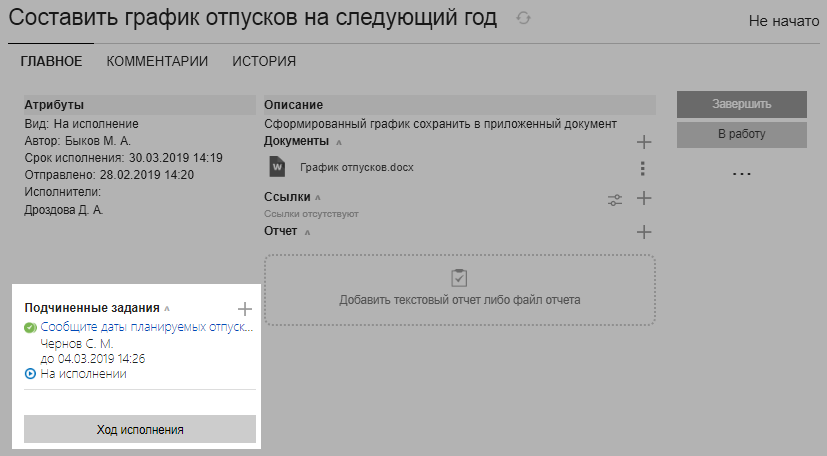 Составить график отпусков на следующий год
Не начато
ГЛАВНОЕ КОММЕНТАРИИ ИСТОРИЯ
Атрибуты
Вид: На исполнение
Автор: Быков М. А.
Срок исполнения: 30.03.2019 14:19
Отправлено: 28.02.2019 14:20
Исполнители:
Дроздова Д. А.
Описание
Сформированный график сохранить в приложенный документ
Документы
W
График отпусков.docx
Ссылки
Ссылки отсутствуют
Отчет
Добавить текстовый отчет либо файл отчета
Завершить
В работу
...
Подчиненные задания
Сообщите даты планируемых отпуск...
Чернов С. М.
до 04.03.2019 14:26
На исполнении
Ход исполнения